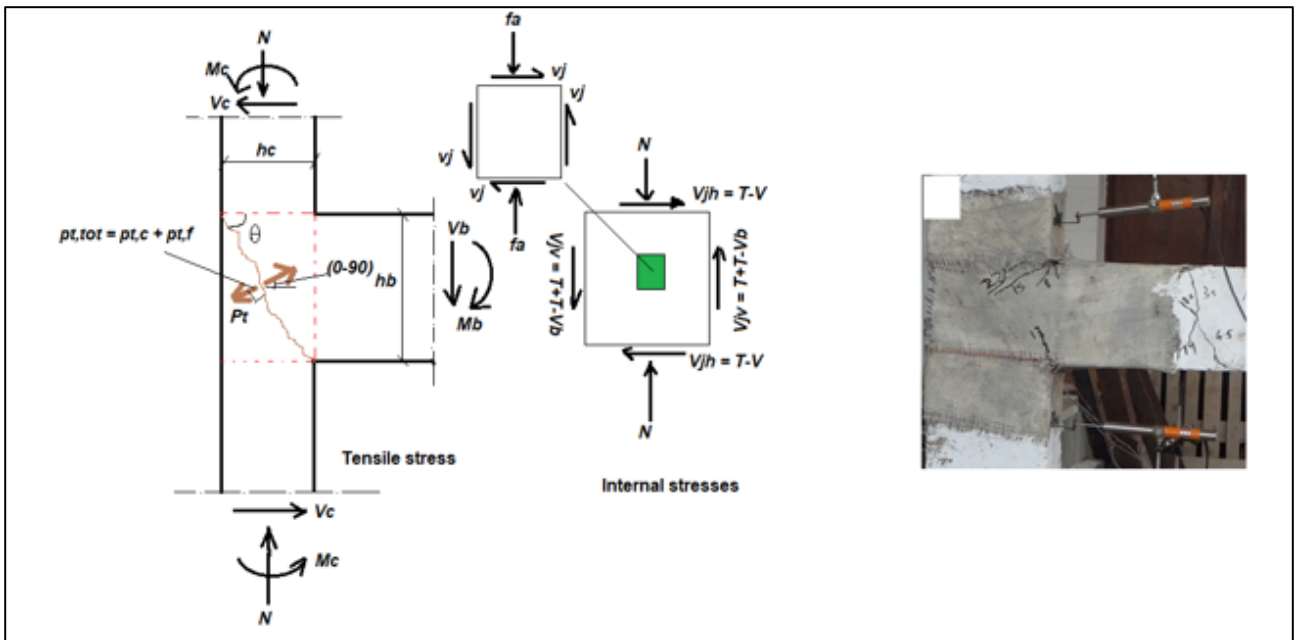 N
Mc
Vc
hc
θ
pt,tot = pt,c + pt,f
(0-90)
hb
Pt
Vb
Mb
Tensile stress
Vc
Mc
N
fa
vj
vj
vj
vj
fa
N
Vjh = T-V
Vjv = T+T-Vb
Vjv = T+T-Vb
Vjh = T-V
N
Internal stresses
15